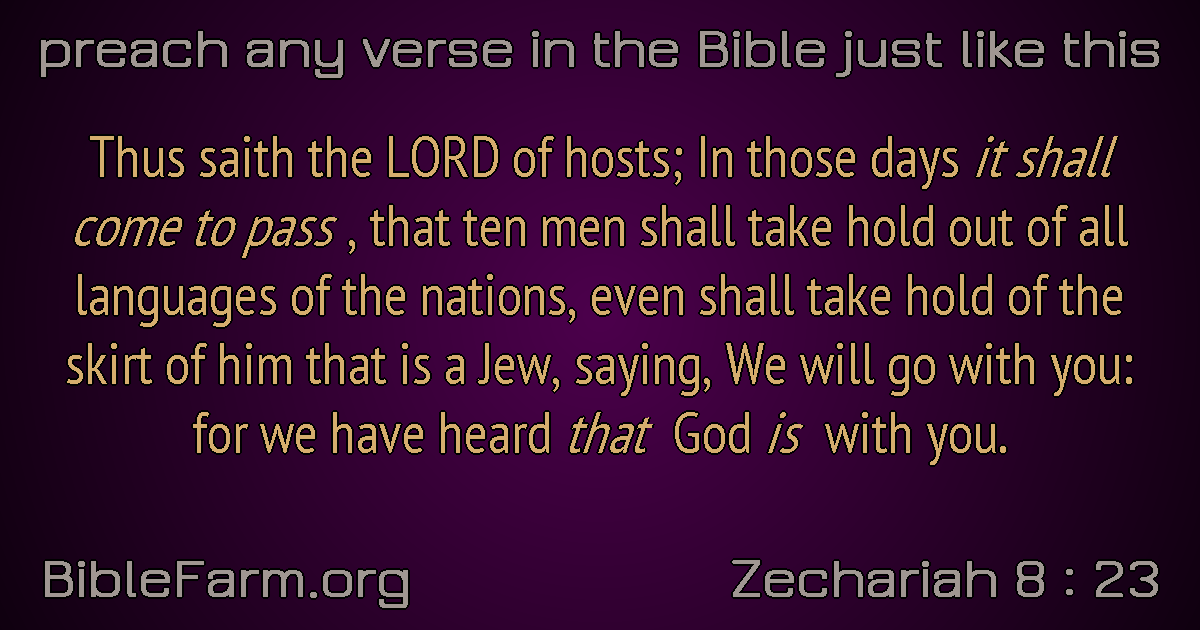 preach any verse in the Bible just like this
Thus saith the LORD of hosts; In those days it shall
come to pass , that ten men shall take hold out of all
languages of the nations, even shall take hold of the
skirt of him that is a Jew, saying, We will go with you:
for we have heard that God is with you.
BibleFarm.org
Zechariah 8 : 23